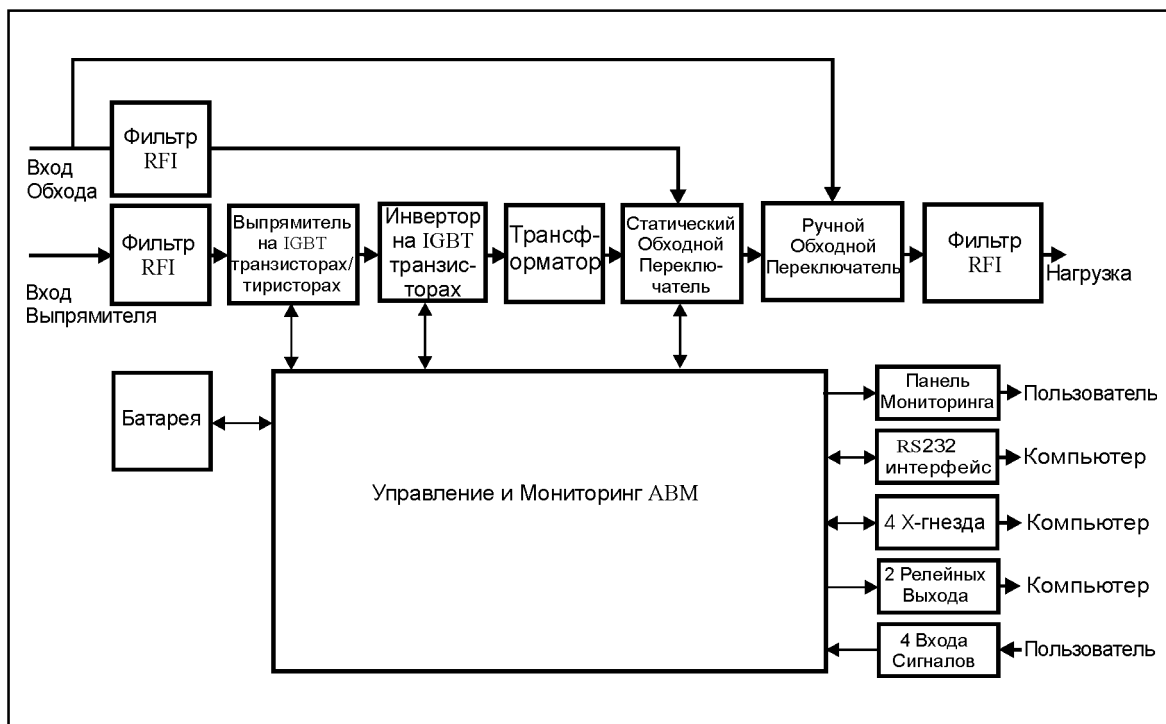 Фильтр
RFI
Вход
Обхода
Фильтр
RFI
Вход
Выпрямителя
Выпрямитель
на IGBT
транзисторах/
тиристорах
Инвертор
на IGBT
транзис-
торах
Трансф-
орматор
Статический
Обходной
Переклю-
чатель
Ручной
Обходной
Переключатель
Фильтр
RFI
Нагрузка
Батарея
Управление и Мониторинг ABM
Панель
Мониторинга
Пользователь
RS232
интерфейс
Компьютер
4 X-гнезда
Компьютер
2 Релейных
Выхода
Компьютер
4 Входа
Сигналов
Пользователь